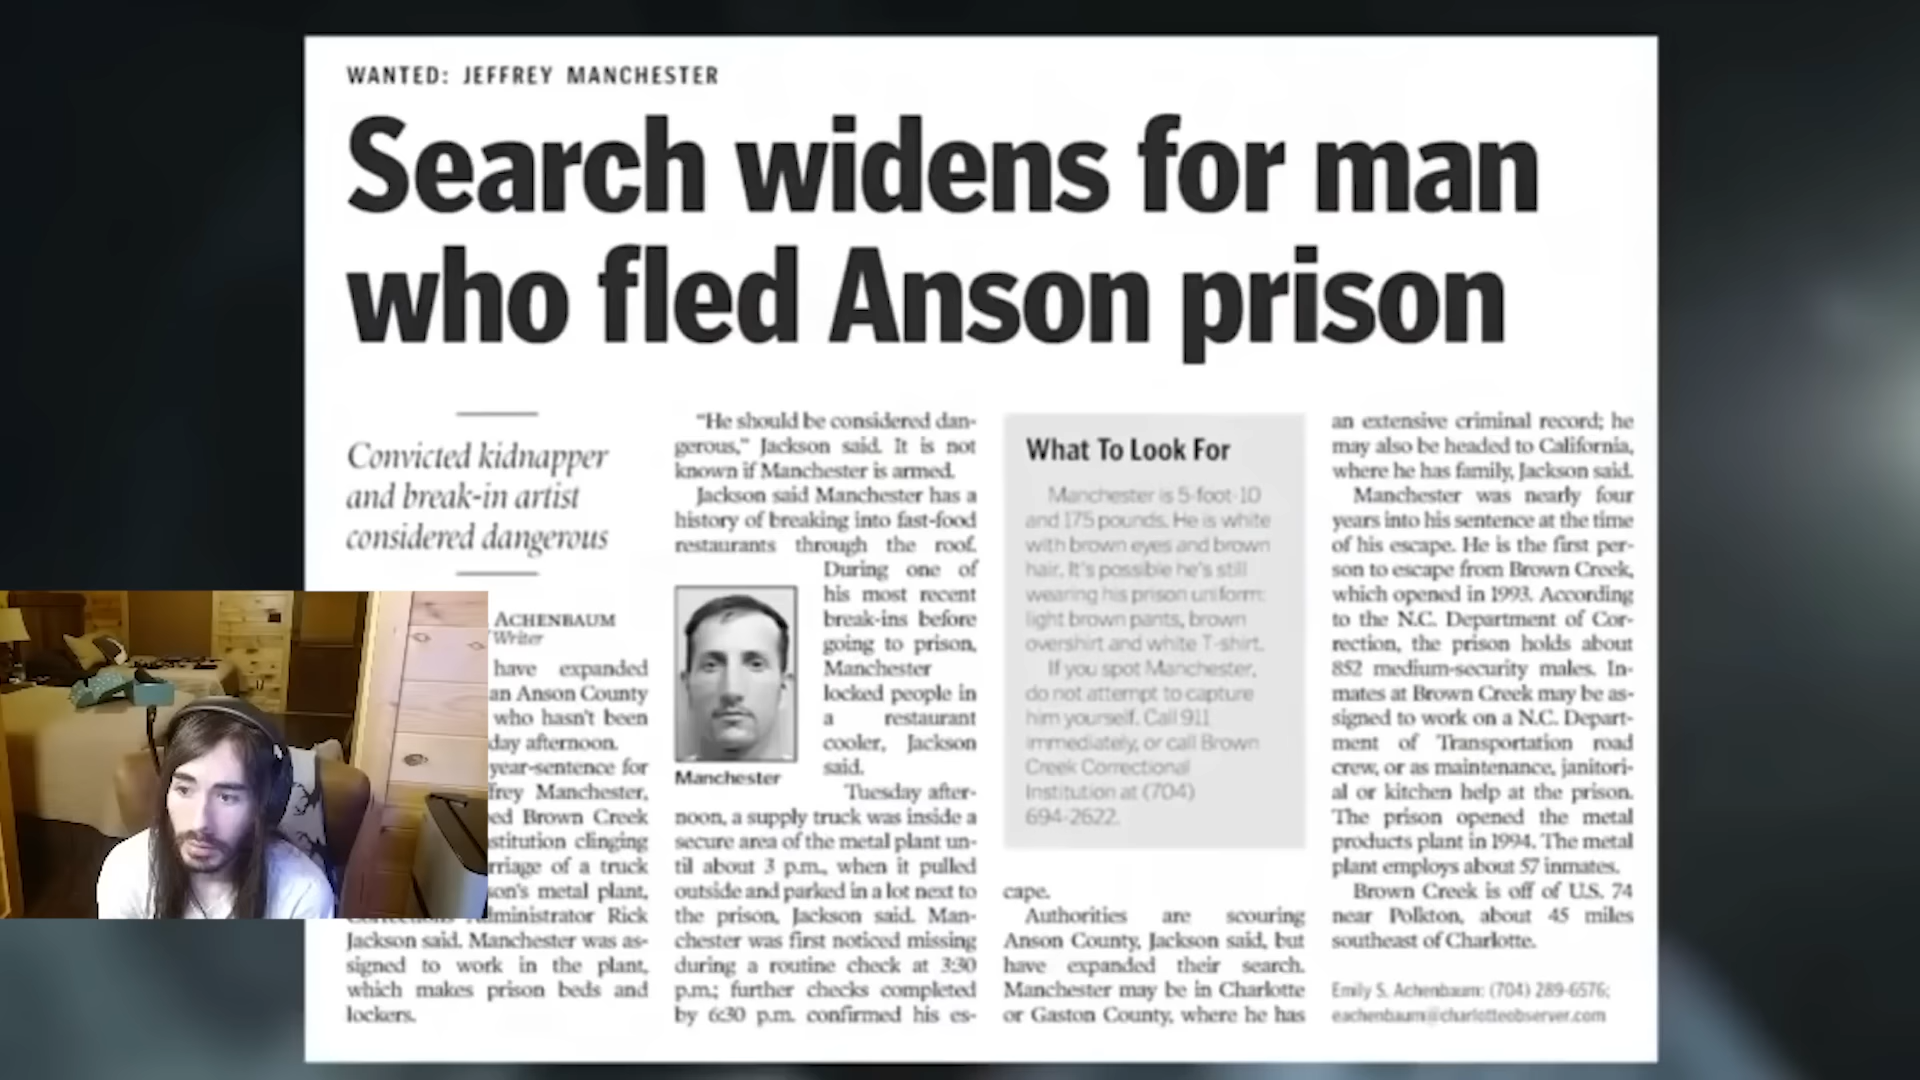 WANTED: JEFFREY MANCHESTER
Search widens for man
who fled Anson prison
Convicted kidnapper
and break-in artist
considered dangerous
ACHENBAUM
Writer
have expanded
an Anson County
who hasn't been
day afternoon.
year-sentence for
frey Manchester,
ed Brown Creek
stitution clinging
rriage of a truck
son's metal plant,
Corrections Administrator Rick
Jackson said. Manchester was as-
signed to work in the plant,
which makes prison beds and
lockers.
"He should be considered dan-
gerous," Jackson said. It is not
known if Manchester is armed.
Jackson said Manchester has a
history of breaking into fast-food
restaurants through the roof.
During one of
his most recent
break-ins before
going to prison,
Manchester
locked people in
a restaurant
cooler, Jackson
said.
Manchester
Tuesday after-
noon, a supply truck was inside a
secure area of the metal plant un-
til about 3 p.m., when it pulled
outside and parked in a lot next to
the prison, Jackson said. Man-
chester was first noticed missing
during a routine check at 3:30
p.m.; further checks completed
by 6:30 p.m. confirmed his es-
What To Look For
Manchester is 5-foot-10
and 175 pounds. He is white
with brown eyes and brown
hair. It's possible he's still
wearing his prison uniform:
light brown pants, brown
overshirt and white T-shirt.
If you spot Manchester,
do not attempt to capture
him yourself. Call 911
immediately, or call Brown
Creek Correctional
Institution at (704)
694-2622.
cape.
Authorities are scouring
Anson County, Jackson said, but
have expanded their search.
Manchester may be in Charlotte
or Gaston County, where he has
an extensive criminal record; he
may also be headed to California,
where he has family, Jackson said.
Manchester was nearly four
years into his sentence at the time
of his escape. He is the first per-
son to escape from Brown Creek,
which opened in 1993. According
to the N.C. Department of Cor-
rection, the prison holds about
852 medium-security males. In-
mates at Brown Creek may be as-
signed to work on a N.C. Depart-
ment of Transportation road
crew, or as maintenance, janitori-
al or kitchen help at the prison.
The prison opened the metal
products plant in 1994. The metal
plant employs about 57 inmates.
Brown Creek is off of U.S. 74
near Polkton, about 45 miles
southeast of Charlotte.
Emily S. Achenbaum: (704) 289-6576;
eachenbaum@charlotteobserver.com